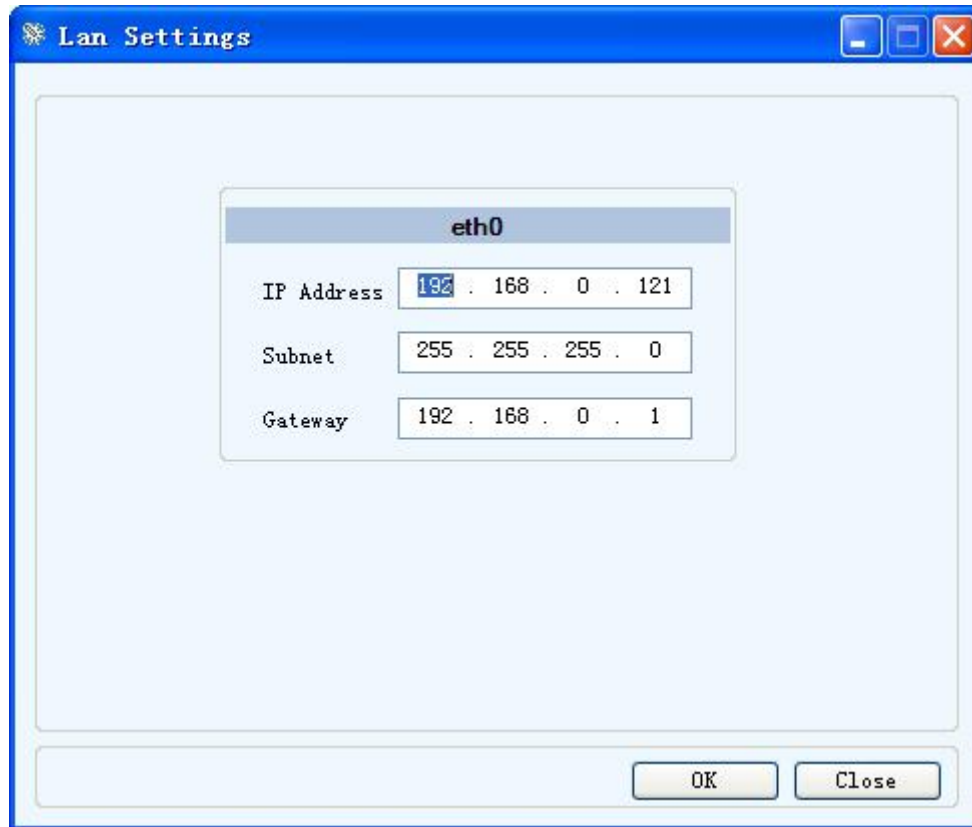 Lan Settings
eth0
IP Address 192 . 168 . 0 . 121
Subnet 255 . 255 . 255 . 0
Gateway 192 . 168 . 0 . 1
OK Close